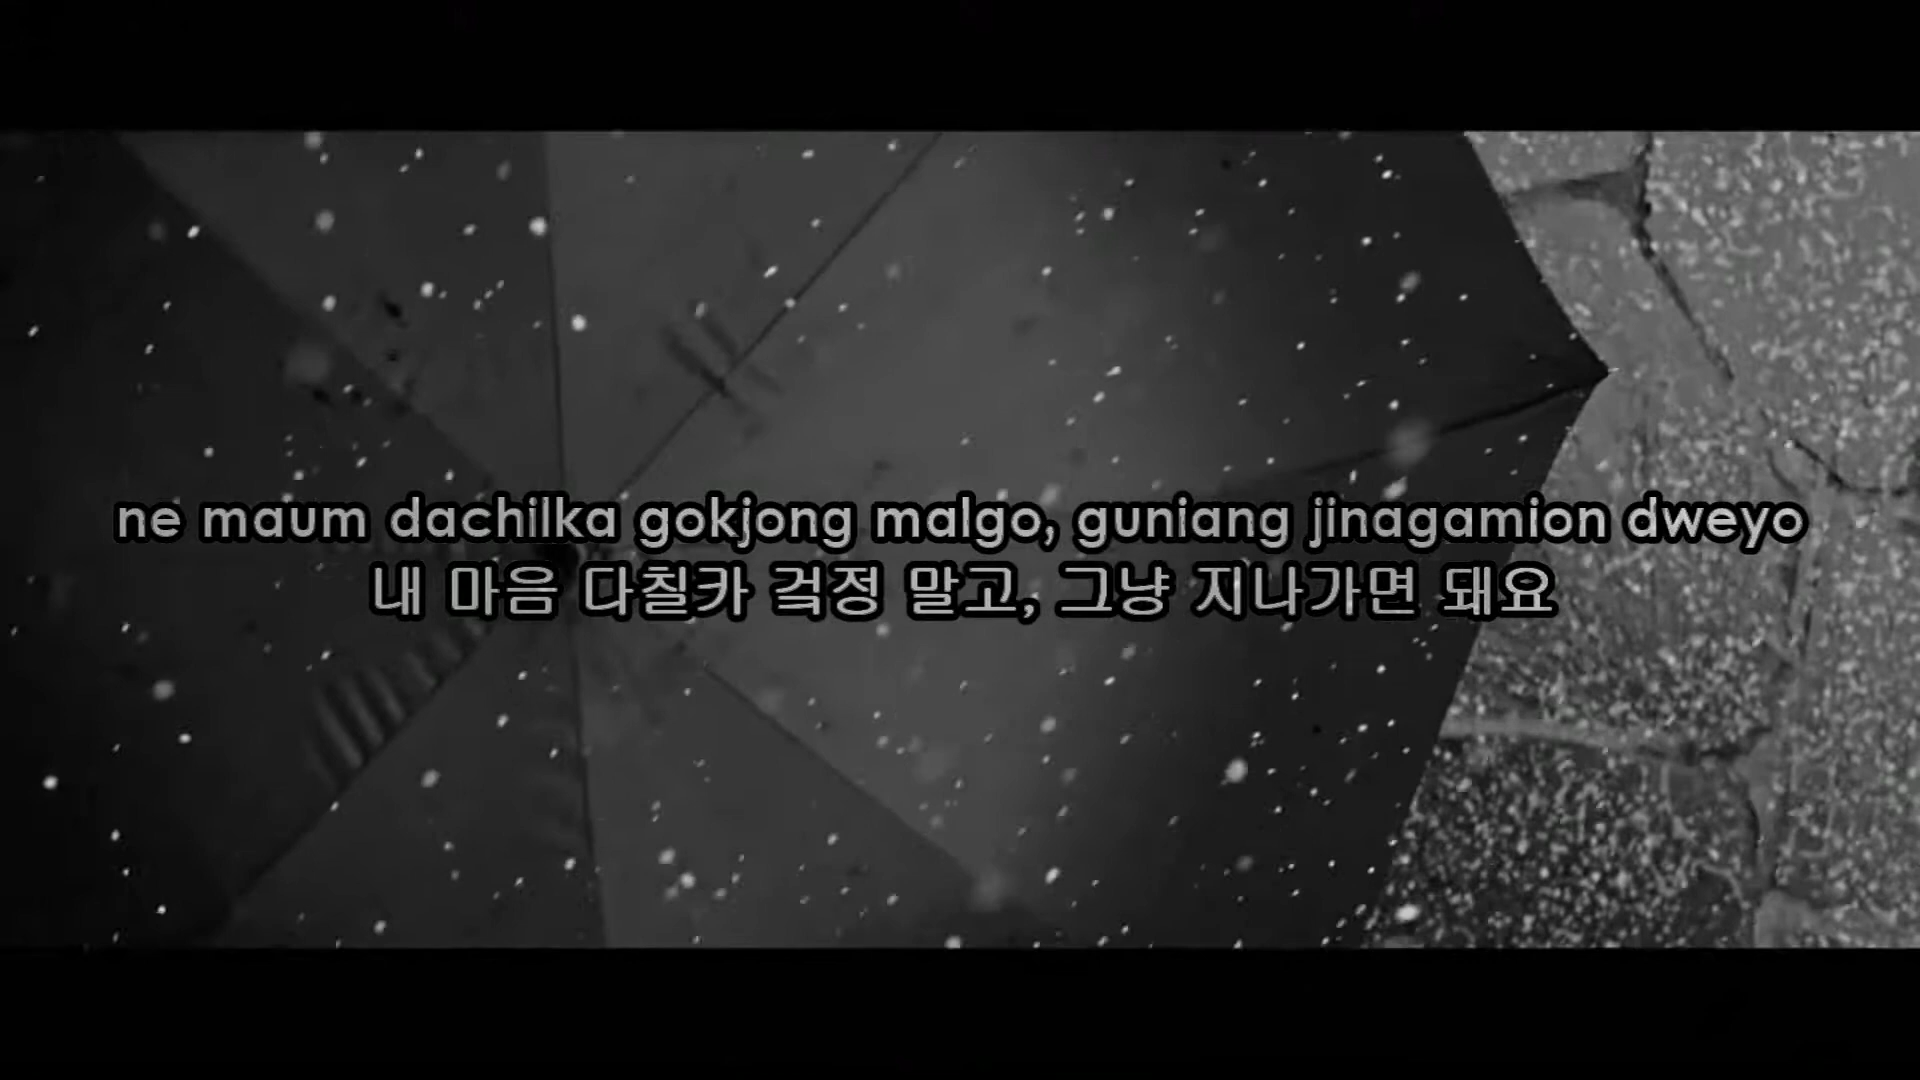 ne maum dachilka gokjong malgo, guniang jinagamion dweyo
내 마음 다칠카 걱정 말고, 그냥 지나가면 돼요